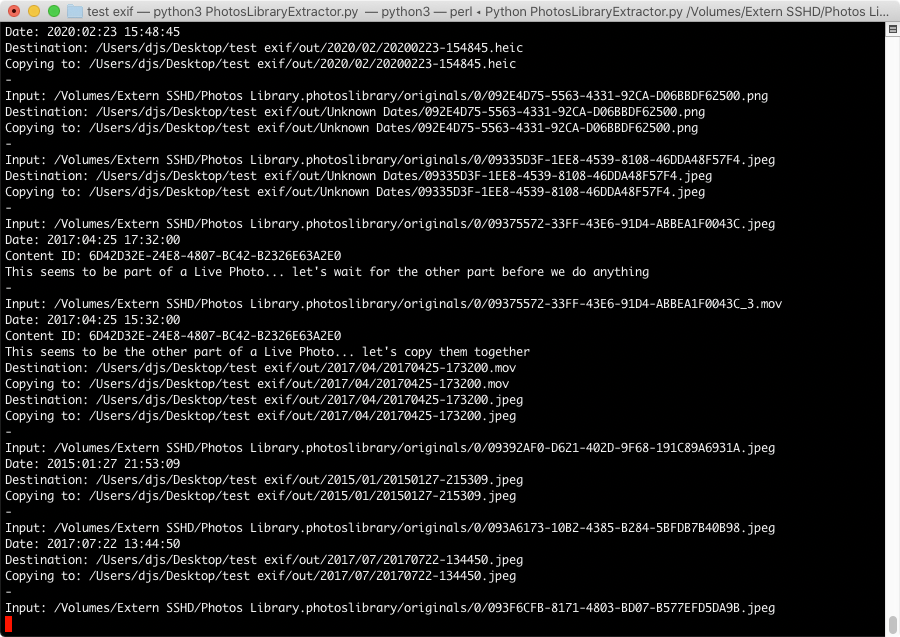 test exif — python3 PhotosLibraryExtractor.py — python3 — perl ◂ Python PhotosLibraryExtractor.py /Volumes/Extern SSHD/Photos Li...
Date: 2020:02:23 15:48:45
Destination: /Users/djs/Desktop/test exif/out/2020/02/20200223-154845.heic
Copying to: /Users/djs/Desktop/test exif/out/2020/02/20200223-154845.heic
-
Input: /Volumes/Extern SSHD/Photos Library.photoslibrary/originals/0/092E4D75-5563-4331-92CA-D06BBDF62500.png
Destination: /Users/djs/Desktop/test exif/out/Unknown Dates/092E4D75-5563-4331-92CA-D06BBDF62500.png
Copying to: /Users/djs/Desktop/test exif/out/Unknown Dates/092E4D75-5563-4331-92CA-D06BBDF62500.png
-
Input: /Volumes/Extern SSHD/Photos Library.photoslibrary/originals/0/09335D3F-1EE8-4539-8108-46DDA48F57F4.jpeg
Destination: /Users/djs/Desktop/test exif/out/Unknown Dates/09335D3F-1EE8-4539-8108-46DDA48F57F4.jpeg
Copying to: /Users/djs/Desktop/test exif/out/Unknown Dates/09335D3F-1EE8-4539-8108-46DDA48F57F4.jpeg
-
Input: /Volumes/Extern SSHD/Photos Library.photoslibrary/originals/0/09375572-33FF-43E6-91D4-ABBEA1F0043C.jpeg
Date: 2017:04:25 17:32:00
Content ID: 6D42D32E-24E8-4807-BC42-B2326E63A2E0
This seems to be part of a Live Photo... let's wait for the other part before we do anything
-
Input: /Volumes/Extern SSHD/Photos Library.photoslibrary/originals/0/09375572-33FF-43E6-91D4-ABBEA1F0043C_3.mov
Date: 2017:04:25 15:32:00
Content ID: 6D42D32E-24E8-4807-BC42-B2326E63A2E0
This seems to be the other part of a Live Photo... let's copy them together
Destination: /Users/djs/Desktop/test exif/out/2017/04/20170425-173200.mov
Copying to: /Users/djs/Desktop/test exif/out/2017/04/20170425-173200.mov
Destination: /Users/djs/Desktop/test exif/out/2017/04/20170425-173200.jpeg
Copying to: /Users/djs/Desktop/test exif/out/2017/04/20170425-173200.jpeg
-
Input: /Volumes/Extern SSHD/Photos Library.photoslibrary/originals/0/09392AF0-D621-402D-9F68-191C89A6931A.jpeg
Date: 2015:01:27 21:53:09
Destination: /Users/djs/Desktop/test exif/out/2015/01/20150127-215309.jpeg
Copying to: /Users/djs/Desktop/test exif/out/2015/01/20150127-215309.jpeg
-
Input: /Volumes/Extern SSHD/Photos Library.photoslibrary/originals/0/093A6173-10B2-4385-B284-5BFDB7B40B98.jpeg
Date: 2017:07:22 13:44:50
Destination: /Users/djs/Desktop/test exif/out/2017/07/20170722-134450.jpeg
Copying to: /Users/djs/Desktop/test exif/out/2017/07/20170722-134450.jpeg
-
Input: /Volumes/Extern SSHD/Photos Library.photoslibrary/originals/0/093F6CFB-8171-4803-BD07-B577EFD5DA9B.jpeg